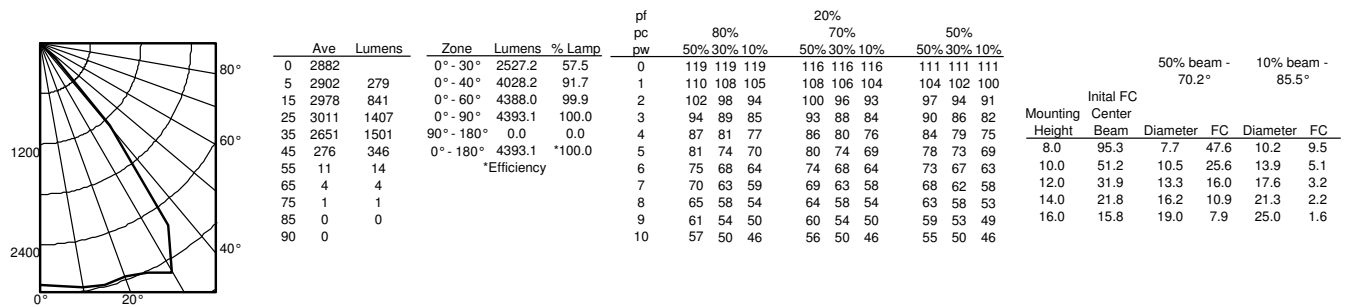 80°
60°
1200
2400
40°
0°
20°
Ave Lumens
0 2882
5 2902 279
15 2978 841
25 3011 1407
35 2651 1501
45 276 346
55 11 14
65 4 4
75 1 1
85 0 0
90 0
Zone Lumens % Lamp
0° - 30° 2527.2 57.5
0° - 40° 4028.2 91.7
0° - 60° 4388.0 99.9
0° - 90° 4393.1 100.0
90° - 180° 0.0 0.0
0° - 180° 4393.1 *100.0
*Efficiency
pf 20%
pc 80% 70% 50%
pw 50% 30% 10% 50% 30% 10% 50% 30% 10%
0 119 119 119 116 116 116 111 111 111
1 110 108 105 108 106 104 104 102 100
2 102 98 94 100 96 93 97 94 91
3 94 89 85 93 88 84 90 86 82
4 87 81 77 86 80 76 84 79 75
5 81 74 70 80 74 69 78 73 69
6 75 68 64 74 68 64 73 67 63
7 70 63 59 69 63 58 68 62 58
8 65 58 54 64 58 54 63 58 53
9 61 54 50 60 54 50 59 53 49
10 57 50 46 56 50 46 55 50 46
50% beam - 10% beam -
70.2° 85.5°
Inital FC
Mounting Center
Height Beam Diameter FC Diameter FC
8.0 95.3 7.7 47.6 10.2 9.5
10.0 51.2 10.5 25.6 13.9 5.1
12.0 31.9 13.3 16.0 17.6 3.2
14.0 21.8 16.2 10.9 21.3 2.2
16.0 15.8 19.0 7.9 25.0 1.6